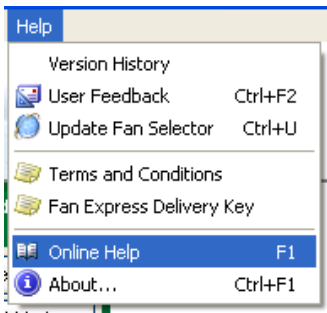 Help
Version History
User Feedback Ctrl+F2
Update Fan Selector Ctrl+U
Terms and Conditions
Fan Express Delivery Key
Online Help F1
About... Ctrl+F1